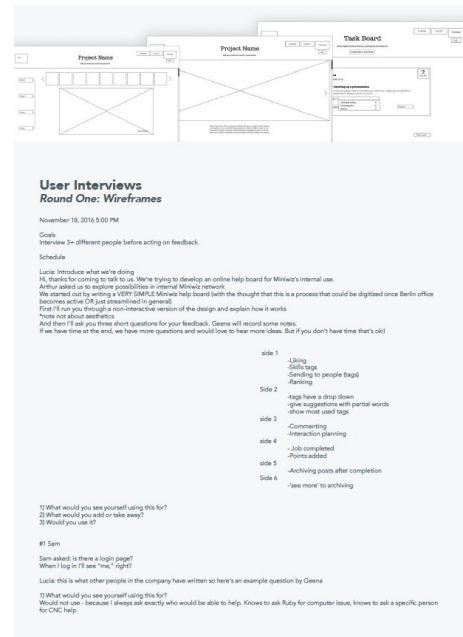 Project Name
Project Name
Task Board
User Interviews
Round One: Wireframes
November 18, 2016 5:00 PM
Goals
Interview 3+ different people before acting on feedback.
Schedule
Lucia: Introduce what we're doing
Hi, thanks for coming to talk to us. We're trying to develop an online help board for Miniwiz's internal use.
Arthur asked us to explore possibilities in internal Miniwiz network
We started out by writing a VERY SIMPLE Miniwiz help board (with the thought that this is a process that could be digitized once Berlin office
becomes active OR just streamlined in general)
First I'll run you through a non-interactive version of the design and explain how it works
*note not about aesthetics
And then I'll ask you three short questions for your feedback. Geena will record some notes.
If we have time at the end, we have more questions and would love to hear more ideas. But if you don't have time that's ok!!
side 1
-Liking
-Skills tags
-Sending to people (tags)
-Ranking
Side 2
-tags have a drop down
-give suggestions with partial words
-show most used tags
side 3
-Commenting
-Interaction planning
side 4
- Job completed
-Points added
side 5
-Archiving posts after completion
Side 6
-'see more' to archiving
1) What would you see yourself using this for?
2) What would you add or take away?
3) Would you use it?
#1 Sam
Sam asked: is there a login page?
When I log in I'll see "me," right?
Lucia: this is what other people in the company have written so here's an example question by Geena
1) What would you see yourself using this for?
Would not use - because I always ask exactly who would be able to help. Knows to ask Ruby for computer issue, knows to ask a specific person
for CNC help